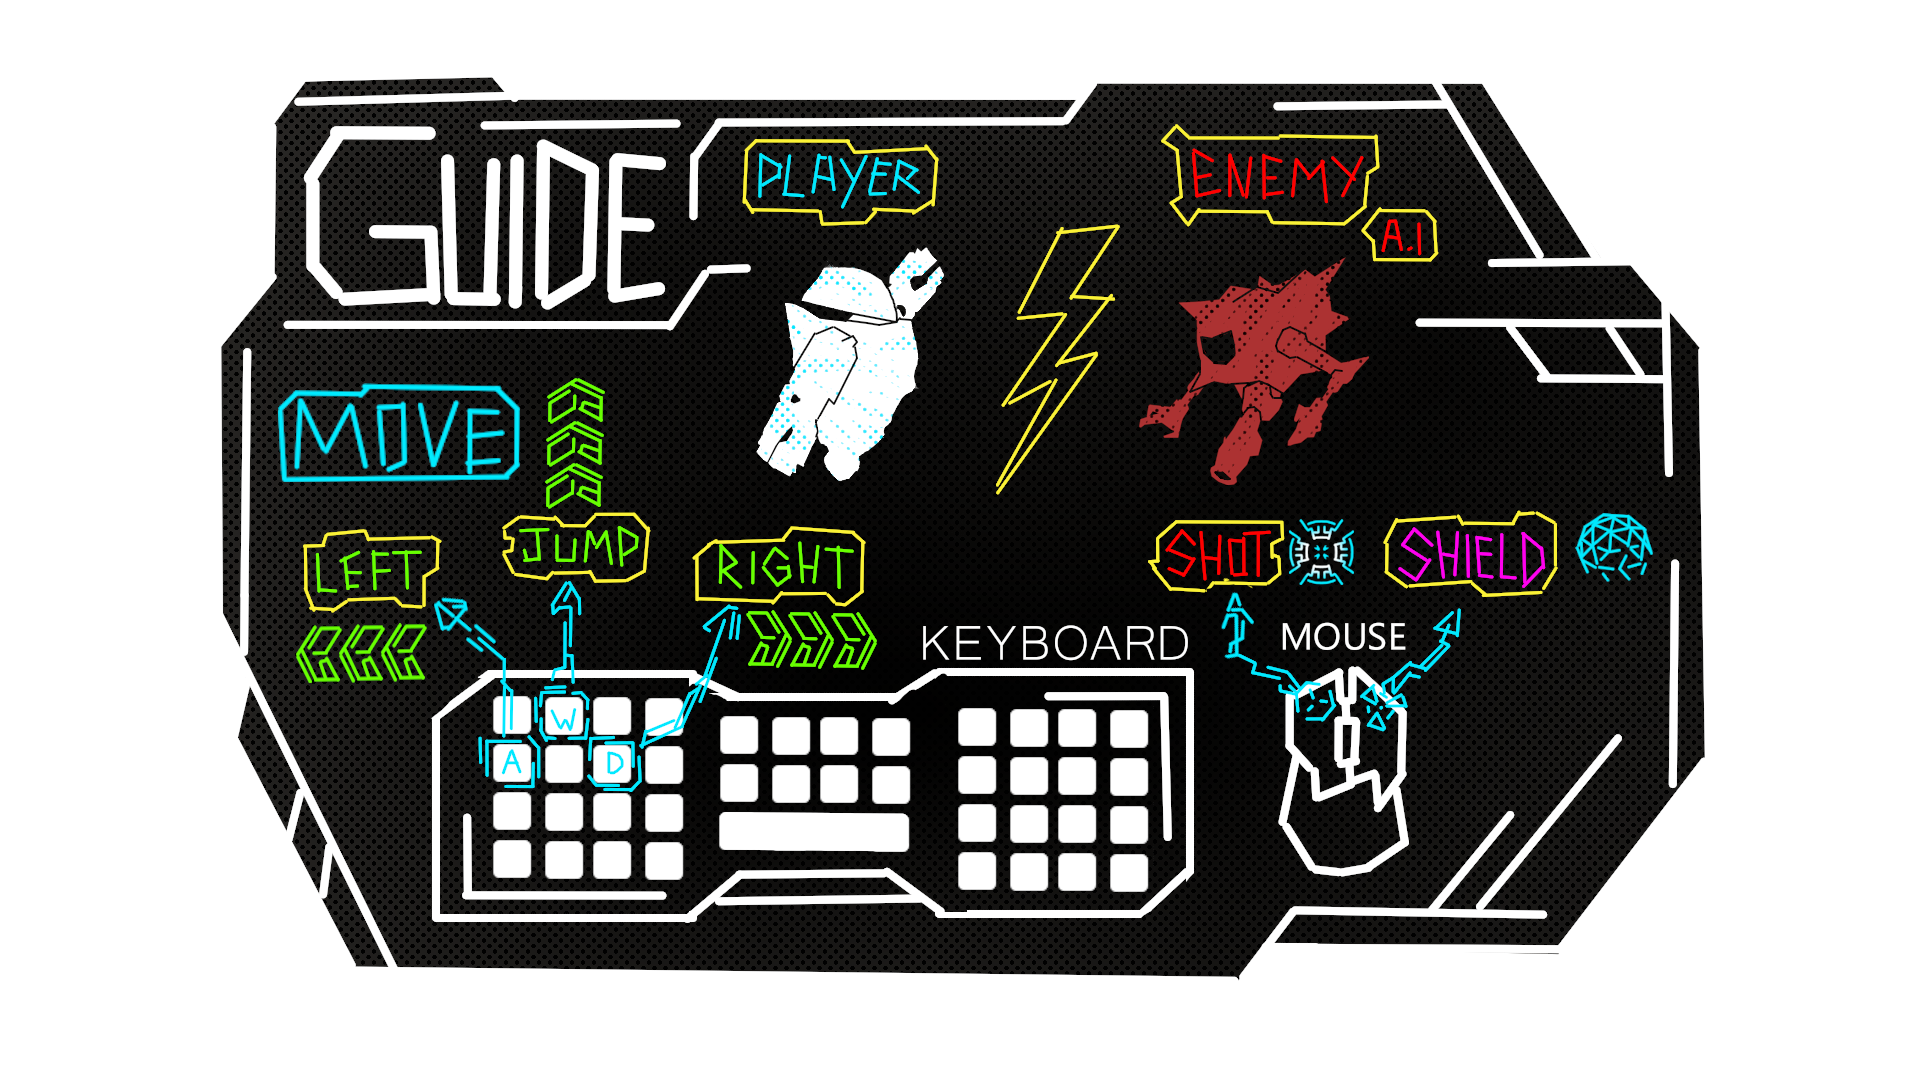 GUIDE
PLAYER
ENEMY
A.I
MOVE
LEFT
JUMP
RIGHT
SHOT
SHIELD
KEYBOARD
MOUSE
W
A
D